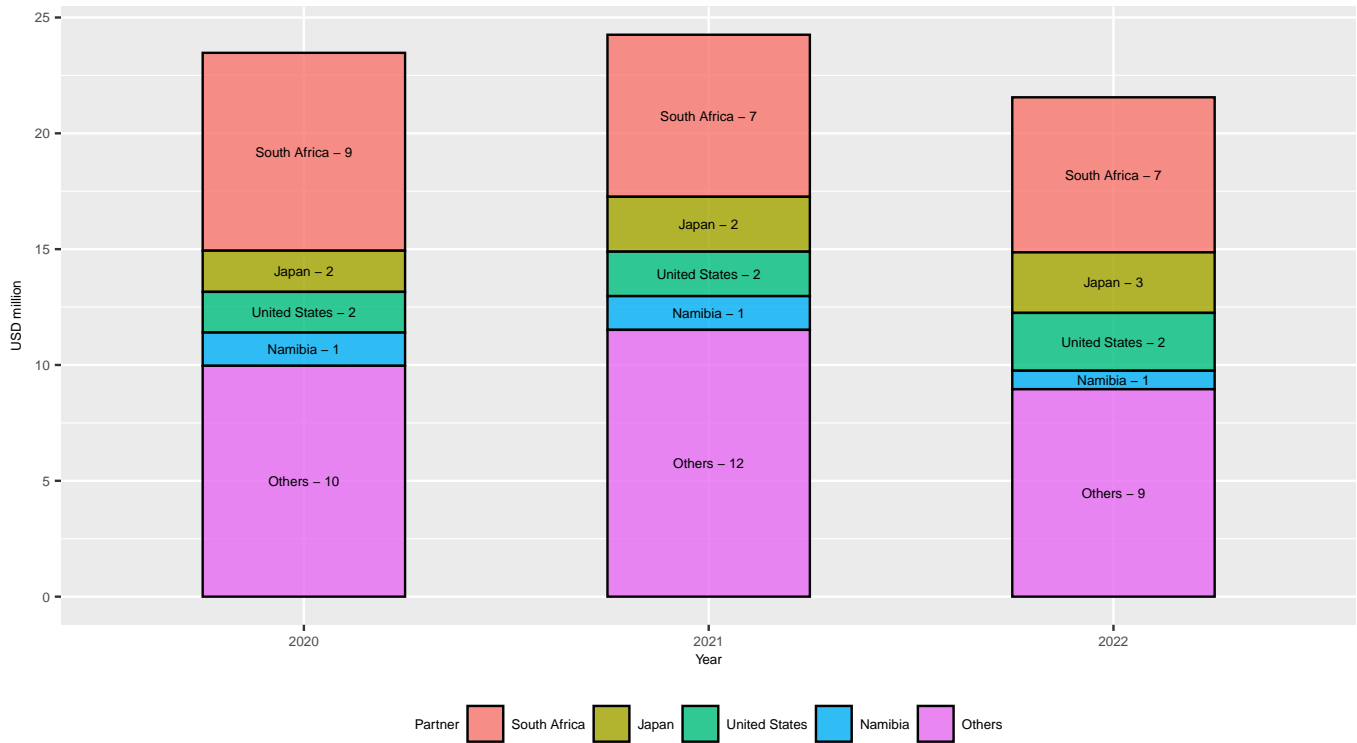 25
20
15
10
5
0
USD million
South Africa – 9
Japan – 2
United States – 2
Namibia – 1
Others – 10
South Africa – 7
Japan – 2
United States – 2
Namibia – 1
Others – 12
South Africa – 7
Japan – 3
United States – 2
Namibia – 1
Others – 9
2020 2021 2022
Year
Partner South Africa Japan United States Namibia Others